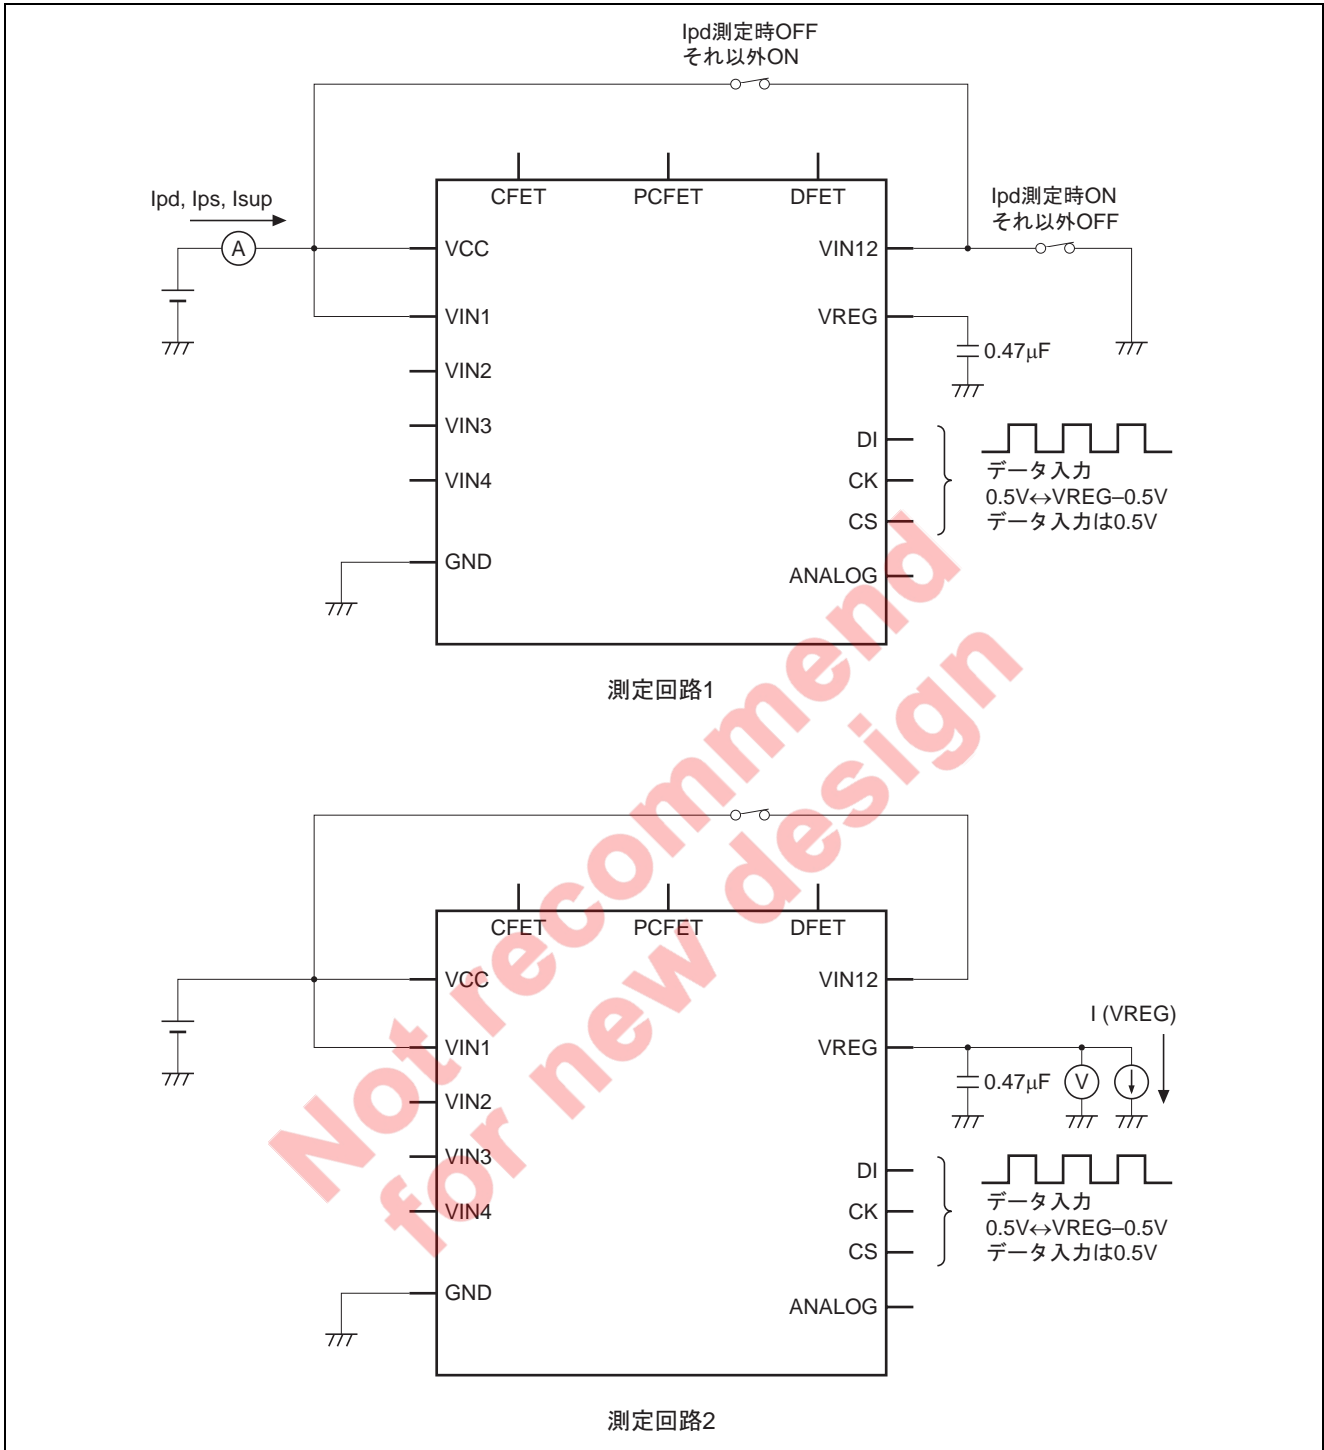 Ipd測定時OFF
それ以外ON
Ipd, Ips, Isup
A
CFET
PCFET
DFET
Ipd測定時ON
それ以外OFF
VCC
VIN12
VIN1
VREG
0.47μF
VIN2
VIN3
VIN4
DI
CK
CS
データ入力
0.5V↔VREG–0.5V
データ入力は0.5V
GND
ANALOG
測定回路1
Not recommend
for new design
CFET
PCFET
DFET
VCC
VIN12
I (VREG)
VIN1
VREG
0.47μF
V
VIN2
VIN3
VIN4
DI
CK
CS
データ入力
0.5V↔VREG–0.5V
データ入力は0.5V
GND
ANALOG
測定回路2